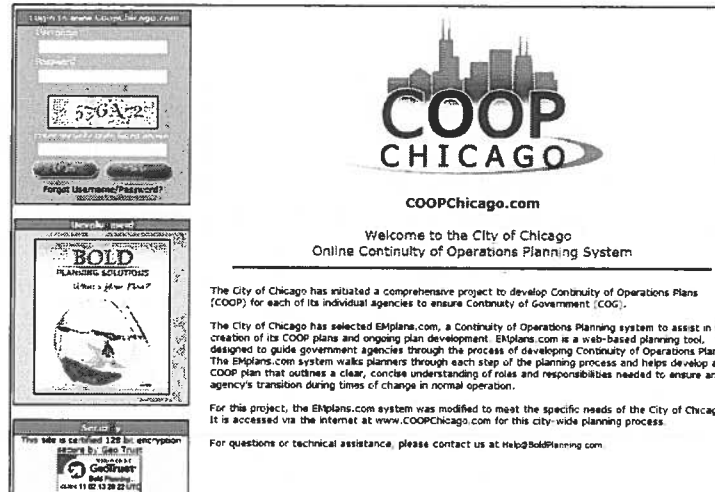 Login to www.CoopChicago.com
Username
Password
57GA2
Forgot Username/Password?
BOLD
PLANNING SOLUTIONS
What's your Plan?
Security
This site is certified 128 bit encryption
secure by Geo Trust
GeoTrust
COOP
CHICAGO
COOPChicago.com
Welcome to the City of Chicago
Online Continuity of Operations Planning System
The City of Chicago has initiated a comprehensive project to develop Continuity of Operations Plans
(COOP) for each of its individual agencies to ensure Continuity of Government (COG).
The City of Chicago has selected EMplans.com, a Continuity of Operations Planning system to assist in
creation of its COOP plans and ongoing plan development. EMplans.com is a web-based planning tool,
designed to guide government agencies through the process of developing Continuity of Operations Plan
The EMplans.com system walks planners through each step of the planning process and helps develop a
COOP plan that outlines a clear, concise understanding of roles and responsibilities needed to ensure an
agency's transition during times of change in normal operation.
For this project, the EMplans.com system was modified to meet the specific needs of the City of Chicag
It is accessed via the internet at www.COOPChicago.com for this city-wide planning process.
For questions or technical assistance, please contact us at Help@BoldPlanning.com